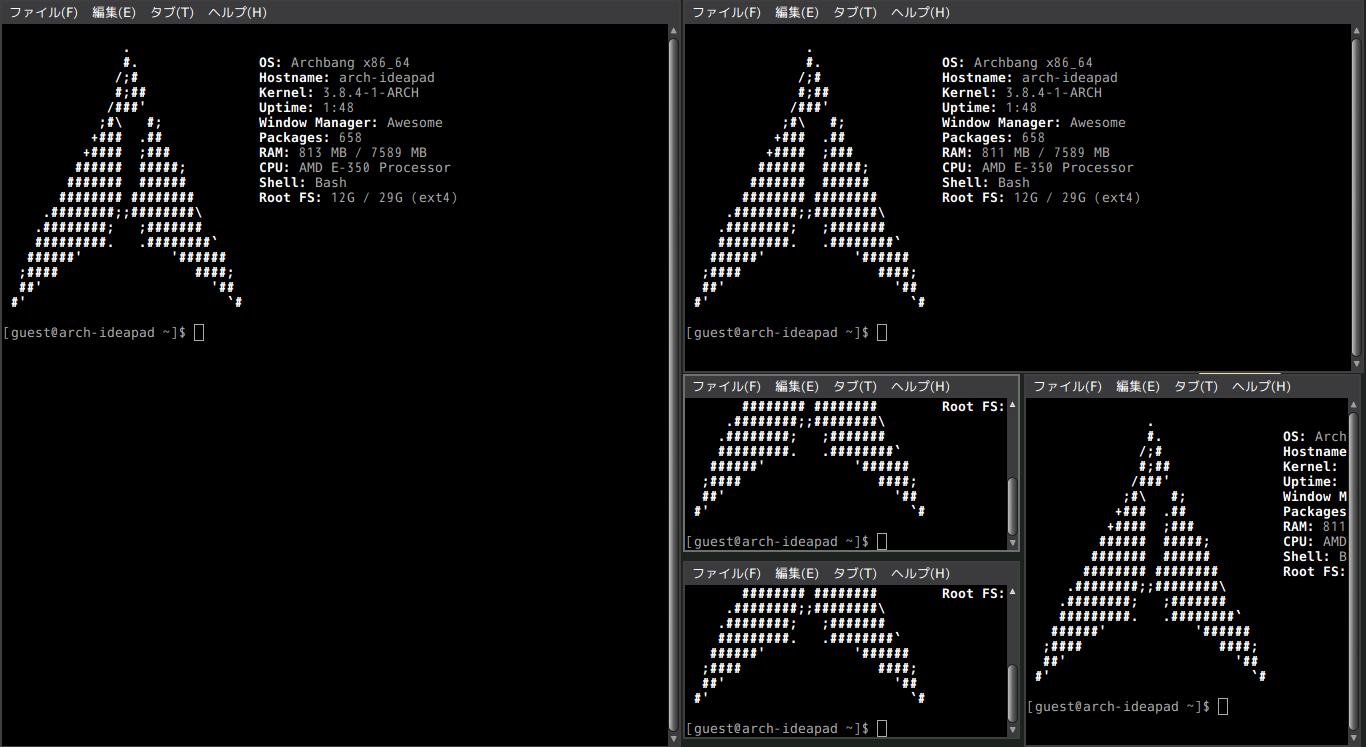 ファイル(F) 編集(E) タブ(T) ヘルプ(H)
OS: Archbang x86_64
Hostname: arch-ideapad
Kernel: 3.8.4-1-ARCH
Uptime: 1:48
Window Manager: Awesome
Packages: 658
RAM: 813 MB / 7589 MB
CPU: AMD E-350 Processor
Shell: Bash
Root FS: 12G / 29G (ext4)
[guest@arch-ideapad ~]$
ファイル(F) 編集(E) タブ(T) ヘルプ(H)
OS: Archbang x86_64
Hostname: arch-ideapad
Kernel: 3.8.4-1-ARCH
Uptime: 1:48
Window Manager: Awesome
Packages: 658
RAM: 811 MB / 7589 MB
CPU: AMD E-350 Processor
Shell: Bash
Root FS: 12G / 29G (ext4)
[guest@arch-ideapad ~]$
ファイル(F) 編集(E) タブ(T) ヘルプ(H)
Root FS:
[guest@arch-ideapad ~]$
ファイル(F) 編集(E) タブ(T) ヘルプ(H)
Root FS:
[guest@arch-ideapad ~]$
ファイル(F) 編集(E) タブ(T) ヘルプ(H)
OS: Arch
Hostname
Kernel:
Uptime:
Window M
Packages
RAM: 811
CPU: AMD
Shell: B
Root FS:
[guest@arch-ideapad ~]$